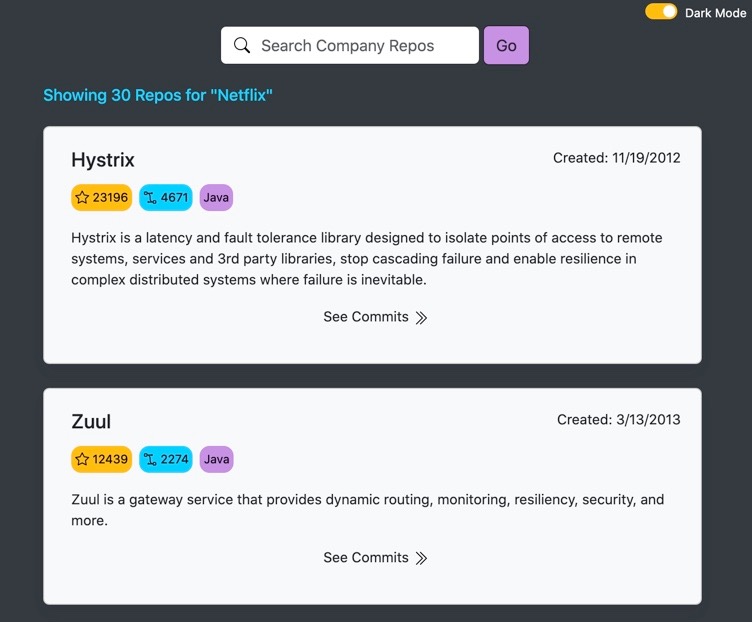 Dark Mode
Search Company Repos
Go
Showing 30 Repos for "Netflix"
Hystrix
Created: 11/19/2012
23196
4671
Java
Hystrix is a latency and fault tolerance library designed to isolate points of access to remote
systems, services and 3rd party libraries, stop cascading failure and enable resilience in
complex distributed systems where failure is inevitable.
See Commits
Zuul
Created: 3/13/2013
12439
2274
Java
Zuul is a gateway service that provides dynamic routing, monitoring, resiliency, security, and
more.
See Commits